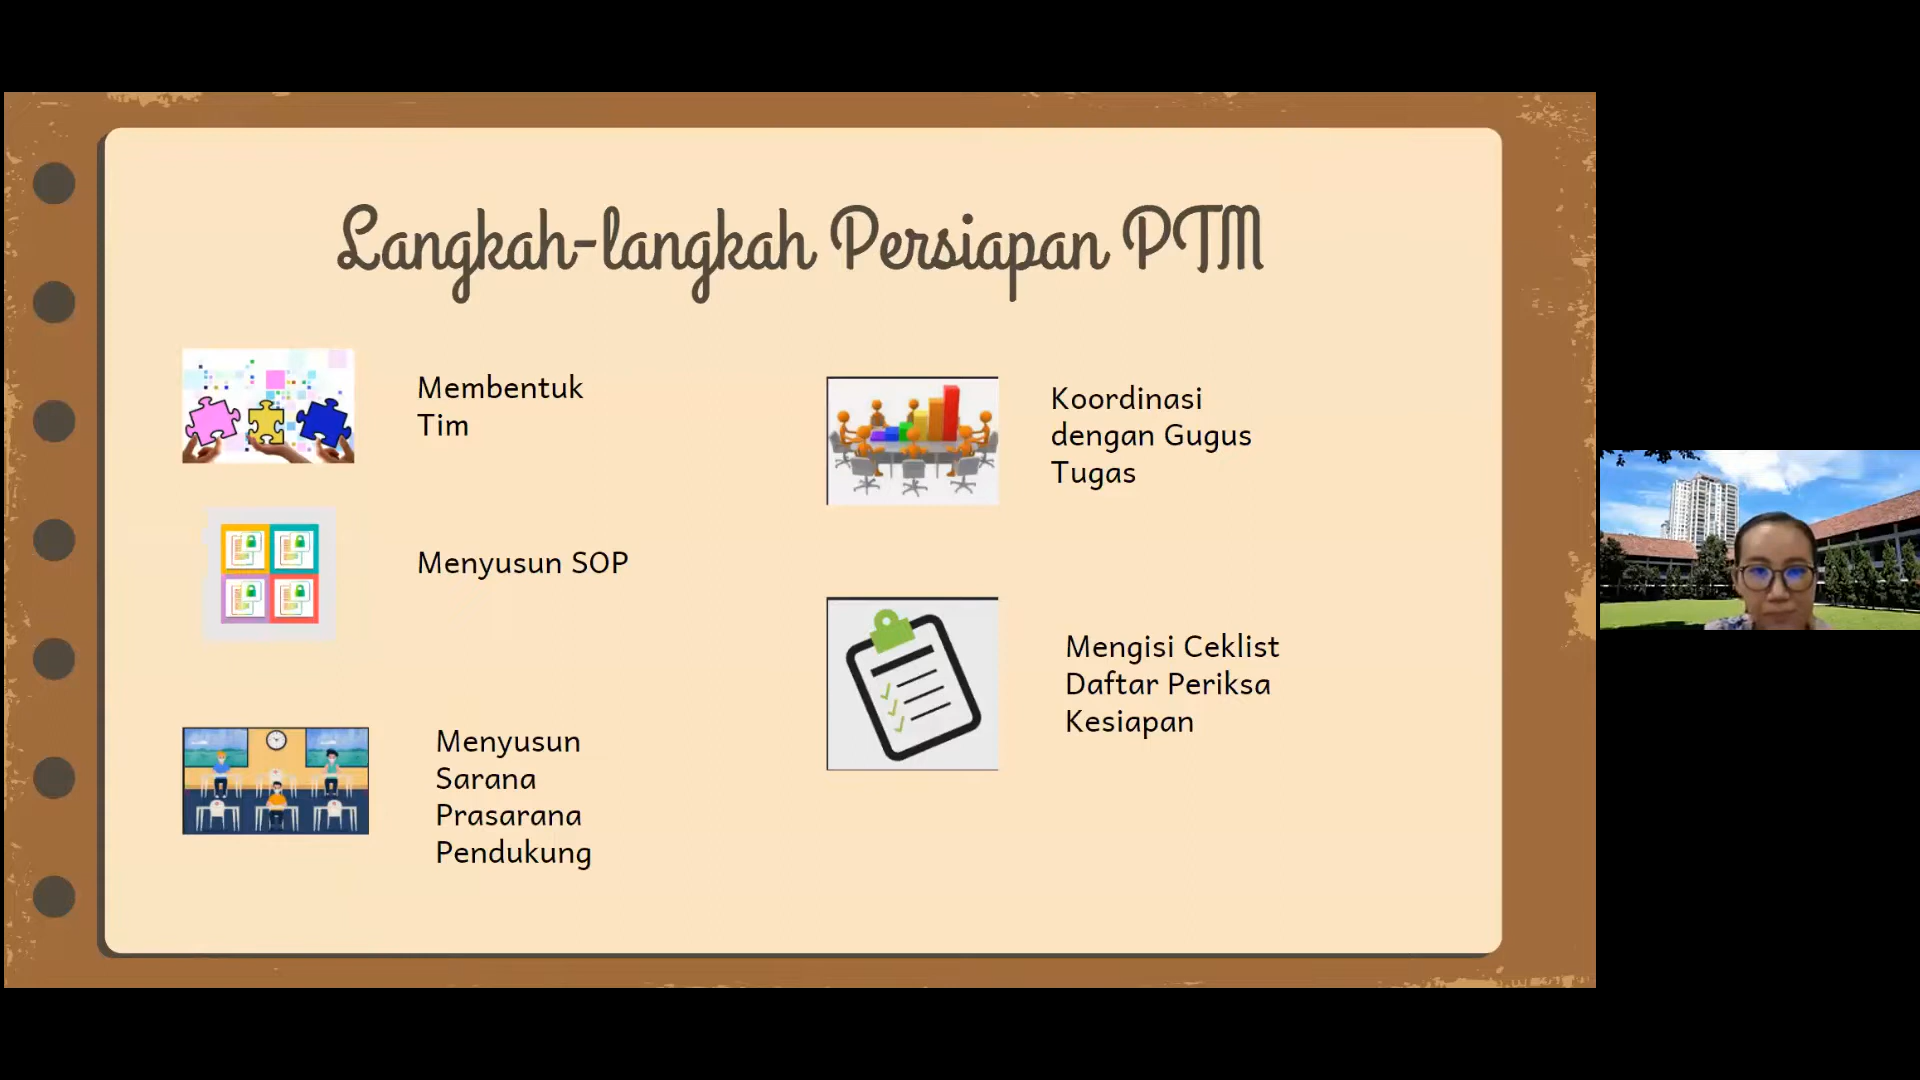 Langkah-langkah Persiapan PTM
Membentuk
Tim
Menyusun SOP
Menyusun
Sarana
Prasarana
Pendukung
Koordinasi
dengan Gugus
Tugas
Mengisi Ceklist
Daftar Periksa
Kesiapan